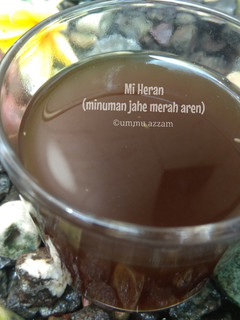 Mi Heran
(minuman jahe merah aren)
©ummu azzam